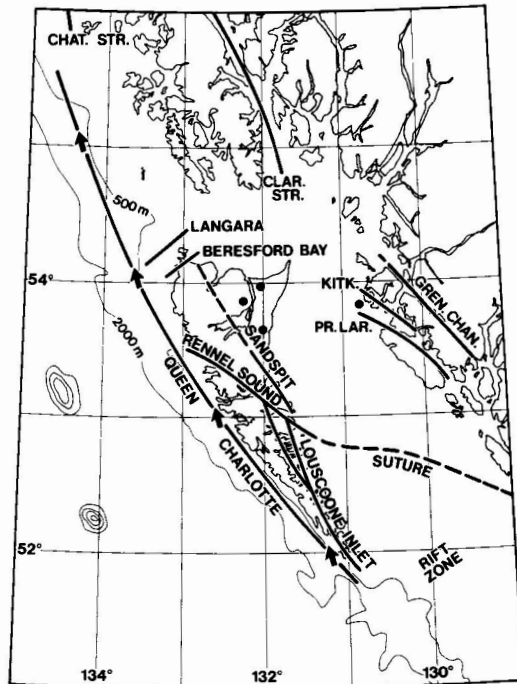 CHAT. STR.
CLAR.
STR.
500 m
LANGARA
BERESFORD BAY
54°
KITK.
GREN. CHAN.
2000 m
PR. LAR.
SANDSPIT
RENNEL SOUND
QUEEN
CHARLOTTE
LOUSCOONE INLET
SUTURE
52°
RIFT
ZONE
134°
132°
130°